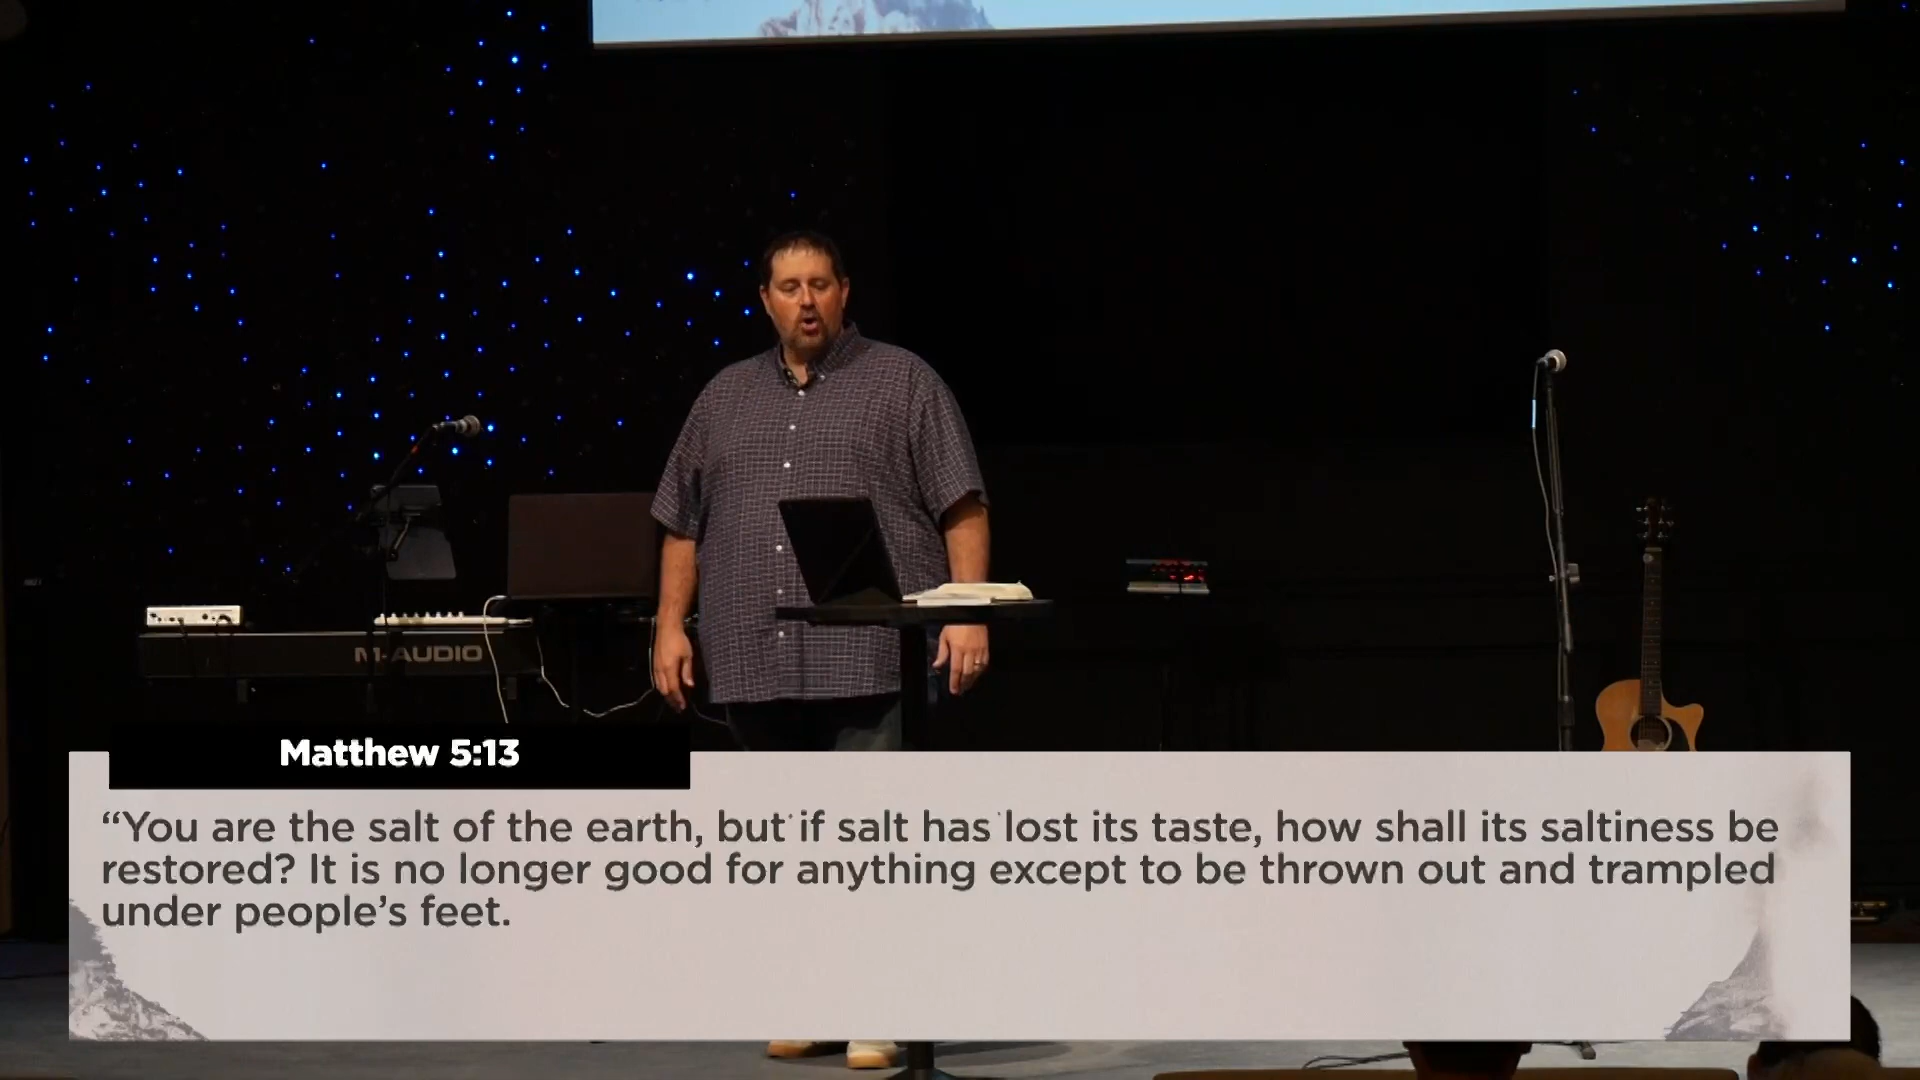 M-AUDIO
Matthew 5:13
“You are the salt of the earth, but if salt has lost its taste, how shall its saltiness be
restored? It is no longer good for anything except to be thrown out and trampled
under people’s feet.